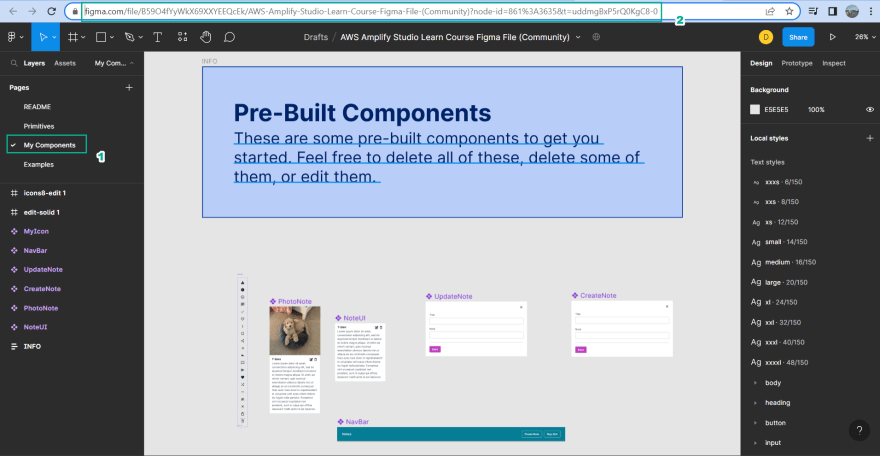 figma.com/file/B59O4fYyWkX69XXYEEQcEk/AWS-Amplify-Studio-Learn-Course-Figma-File-(Community)?node-id=861%3A3635&t=uddmgBxP5rQ0KgC8-0
2
Drafts / AWS Amplify Studio Learn Course Figma File (Community)
D
Share
26%
Layers
Assets
My Com...
Design
Prototype
Inspect
Pages
README
Primitives
My Components
1
Examples
icons8-edit 1
edit-solid 1
MyIcon
NavBar
UpdateNote
CreateNote
PhotoNote
NoteUI
INFO
INFO
Pre-Built Components
These are some pre-built components to get you
started. Feel free to delete all of these, delete some of
them, or edit them.
PhotoNote
NoteUI
UpdateNote
CreateNote
NavBar
Background
E5E5E5 100%
Local styles
Text styles
Ag xxxs · 6/150
Ag xxs · 8/150
Ag xs · 12/150
Ag small · 14/150
Ag medium · 16/150
Ag large · 20/150
Ag xl · 24/150
Ag xxl · 32/150
Ag xxxl · 40/150
Ag xxxxl · 48/150
body
heading
button
input
?